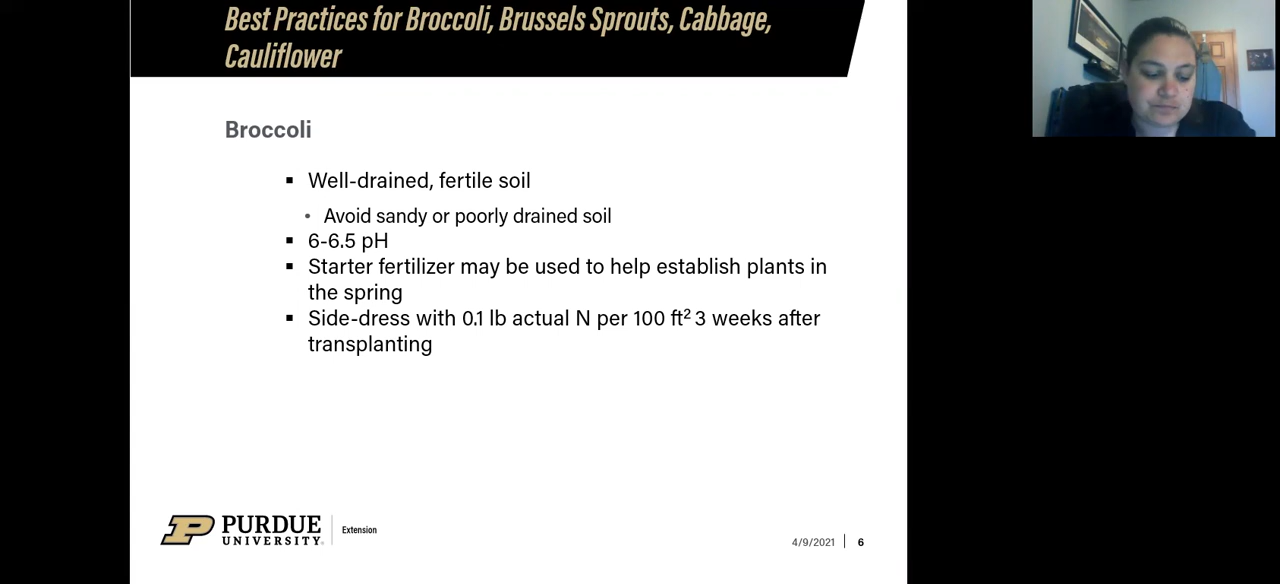 Best Practices for Broccoli, Brussels Sprouts, Cabbage,
Cauliflower
Broccoli
▪ Well-drained, fertile soil
• Avoid sandy or poorly drained soil
▪ 6-6.5 pH
▪ Starter fertilizer may be used to help establish plants in
the spring
▪ Side-dress with 0.1 lb actual N per 100 ft² 3 weeks after
transplanting
P PURDUE
UNIVERSITY®
Extension
4/9/2021 | 6